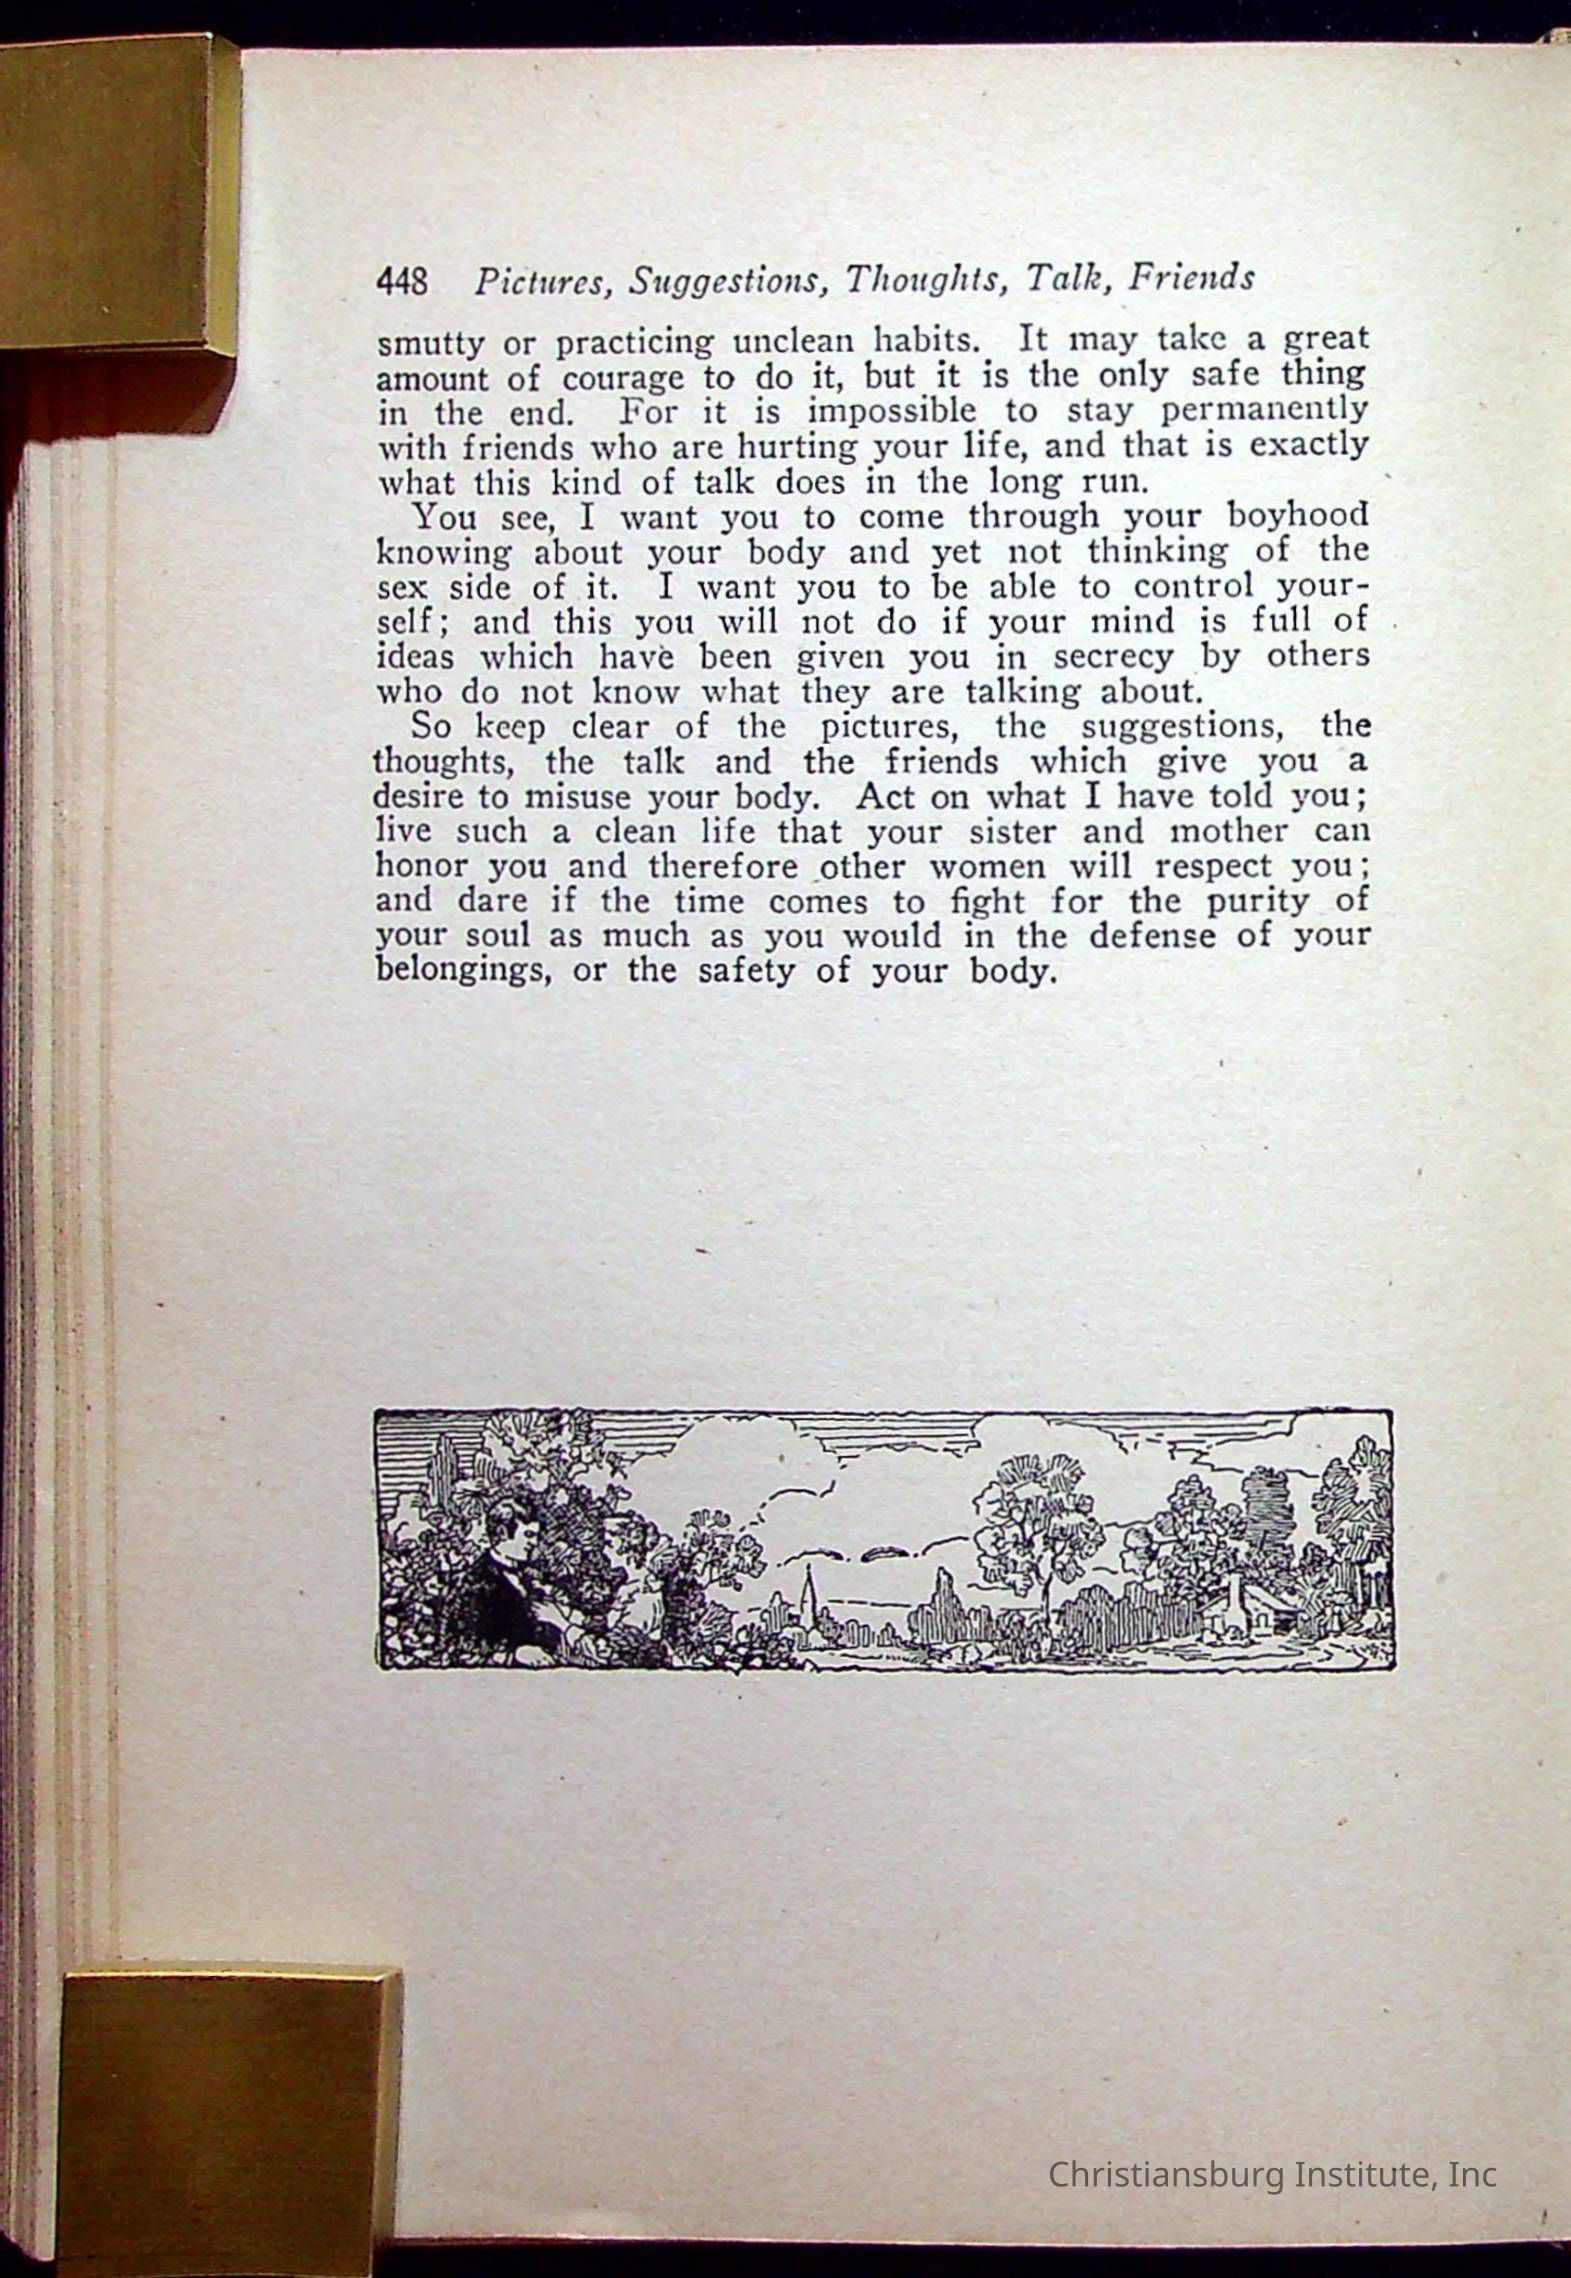 448 Pictures, Suggestions, Thoughts, Talk, Friends
smutty or practicing unclean habits. It may take a great
amount of courage to do it, but it is the only safe thing
in the end. For it is impossible to stay permanently
with friends who are hurting your life, and that is exactly
what this kind of talk does in the long run.
You see, I want you to come through your boyhood
knowing about your body and yet not thinking of the
sex side of it. I want you to be able to control your-
self; and this you will not do if your mind is full of
ideas which have been given you in secrecy by others
who do not know what they are talking about.
So keep clear of the pictures, the suggestions, the
thoughts, the talk and the friends which give you a
desire to misuse your body. Act on what I have told you;
live such a clean life that your sister and mother can
honor you and therefore other women will respect you;
and dare if the time comes to fight for the purity of
your soul as much as you would in the defense of your
belongings, or the safety of your body.
Christiansburg Institute, Inc